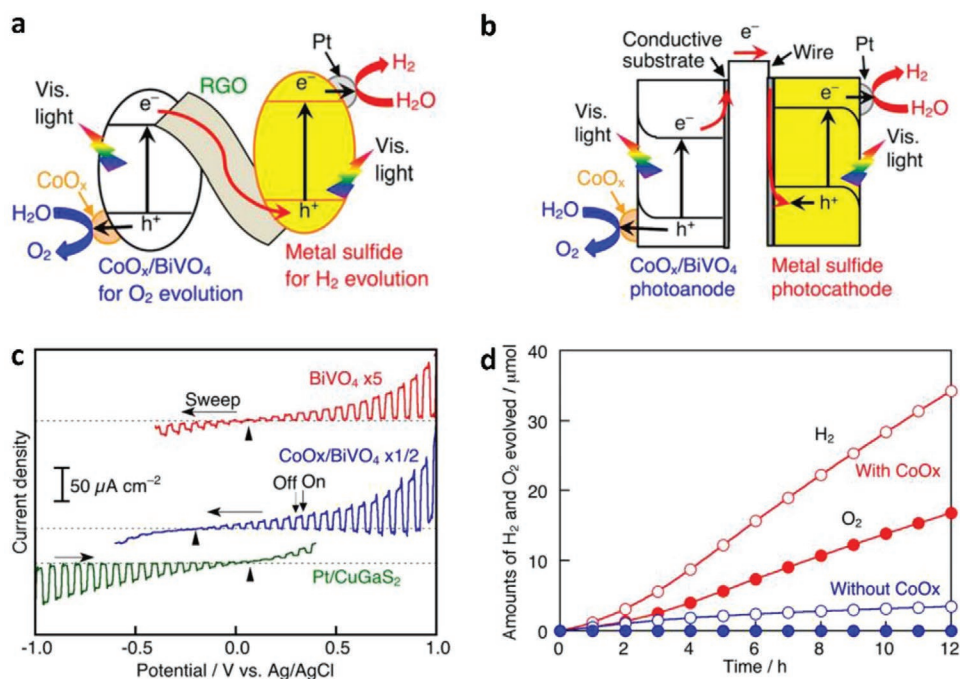 a
Pt
H₂
H₂O
RGO
e⁻
e⁻
Vis.
light
Vis.
light
CoOₓ
H₂O
O₂
h⁺
h⁺
CoOₓ/BiVO₄
for O₂ evolution
Metal sulfide
for H₂ evolution
b
e⁻
Conductive
substrate
Wire
Pt
H₂
H₂O
e⁻
e⁻
Vis.
light
Vis.
light
CoOₓ
H₂O
O₂
h⁺
h⁺
CoOₓ/BiVO₄
photoanode
Metal sulfide
photocathode
c
BiVO₄ x5
Sweep
CoOx/BiVO₄ x1/2
Off On
50 µA cm⁻²
Pt/CuGaS₂
Current density
-1.0 -0.5 0.0 0.5 1.0
Potential / V vs. Ag/AgCl
d
Amounts of H₂ and O₂ evolved / µmol
40
30
20
10
0
H₂
With CoOx
O₂
Without CoOx
0 2 4 6 8 10 12
Time / h